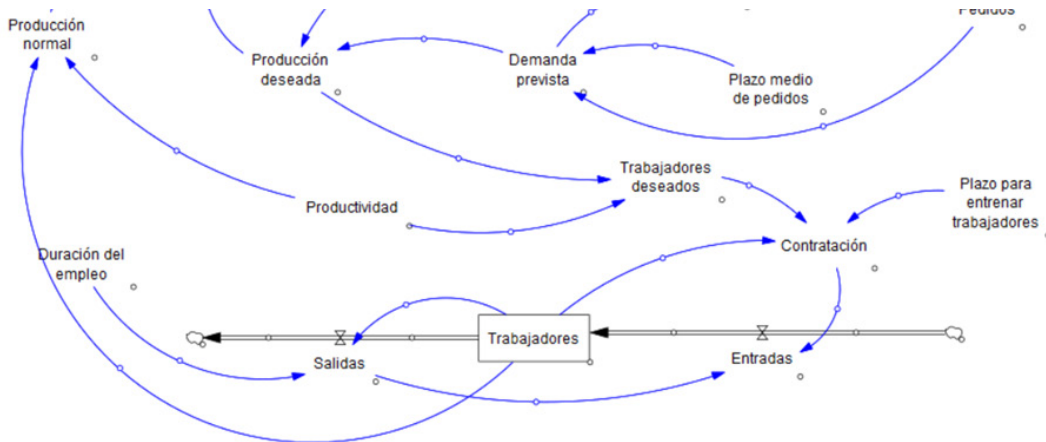 Pedidos
Producción
normal
Producción
deseada
Demanda
prevista
Plazo medio
de pedidos
Trabajadores
deseados
Plazo para
entrenar
trabajadores
Productividad
Contratación
Duración del
empleo
Trabajadores
Salidas
Entradas